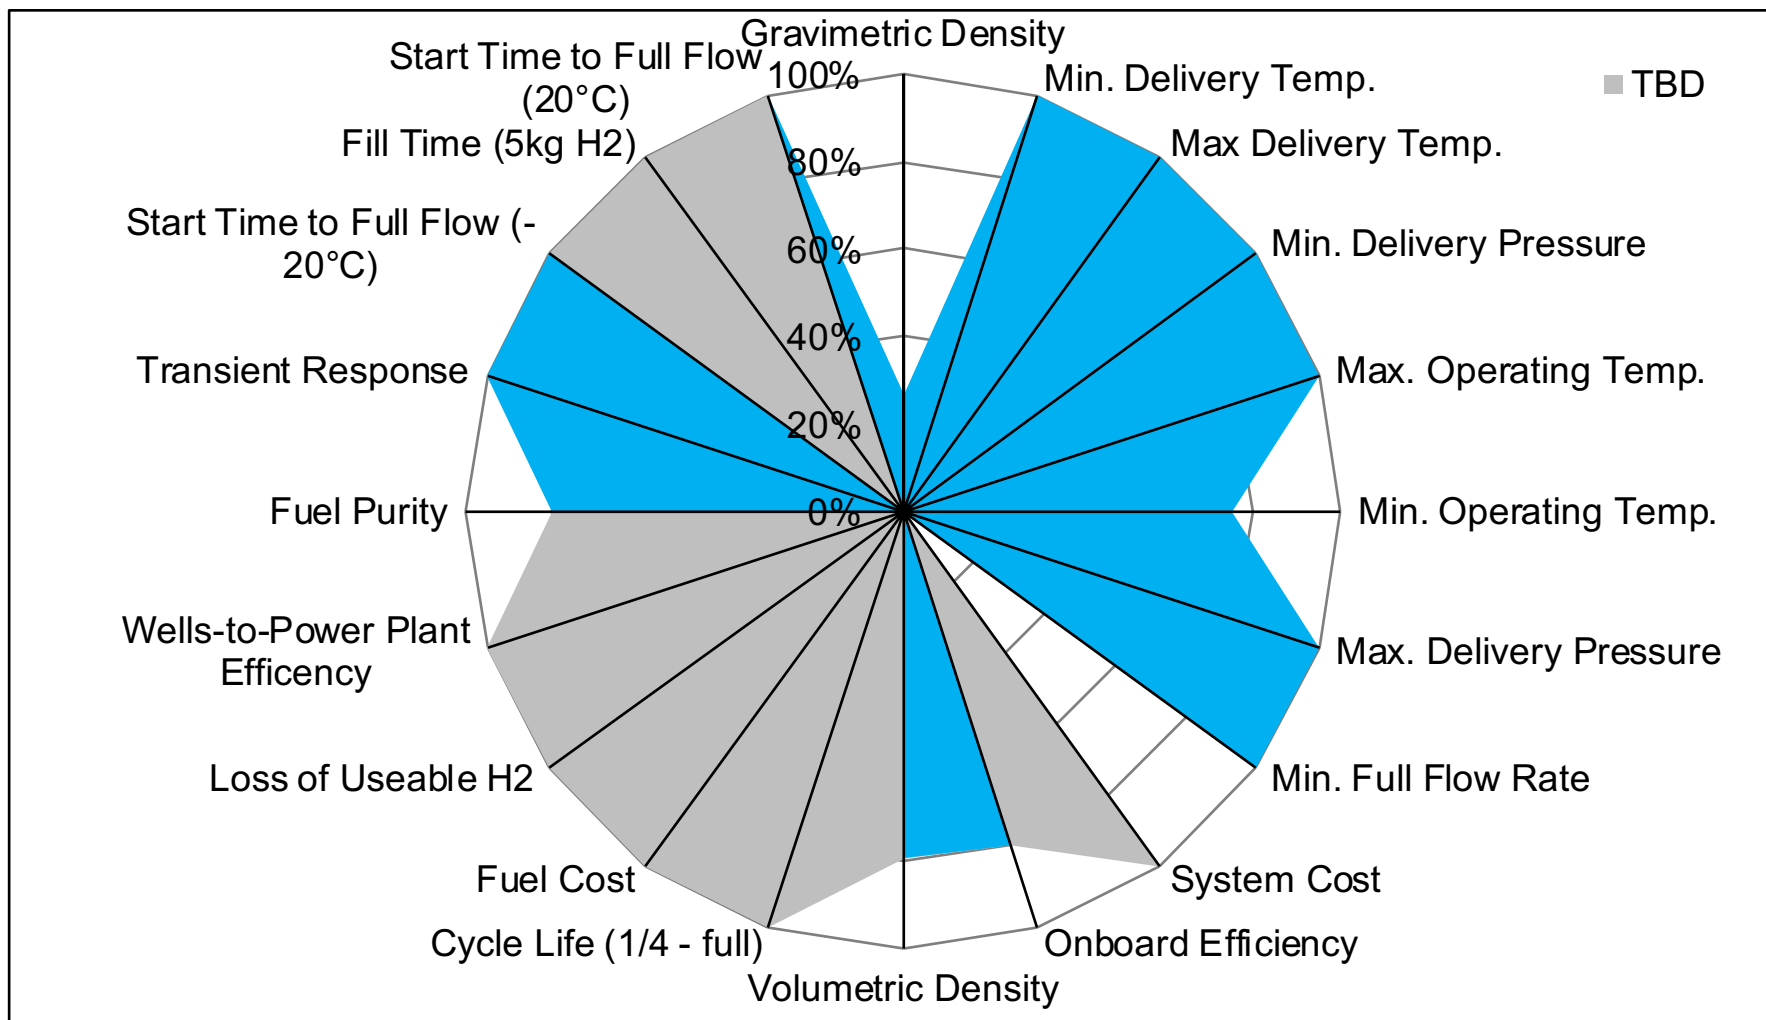 Gravimetric Density
Start Time to Full Flow
(20°C)
100%
Min. Delivery Temp.
TBD
Fill Time (5kg H2)
80%
Max Delivery Temp.
Start Time to Full Flow (-
20°C)
60%
Min. Delivery Pressure
40%
Transient Response
Max. Operating Temp.
20%
Fuel Purity
0%
Min. Operating Temp.
Wells-to-Power Plant
Efficency
Max. Delivery Pressure
Loss of Useable H2
Min. Full Flow Rate
Fuel Cost
System Cost
Cycle Life (1/4 - full)
Onboard Efficiency
Volumetric Density